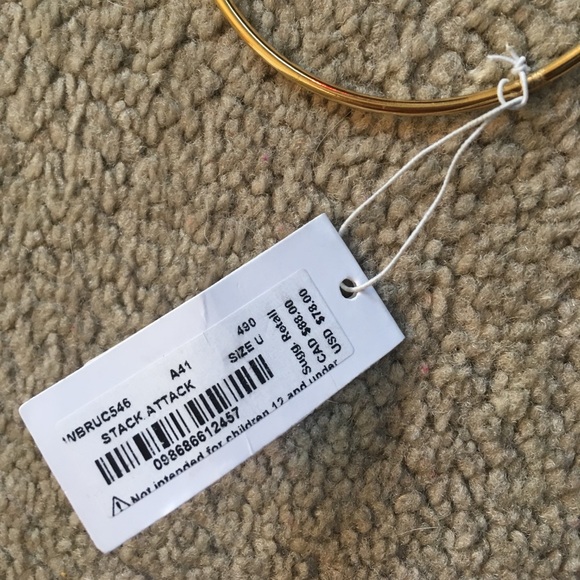 WBRUC546 A41 490
STACK ATTACK SIZE U
098686612457
Not intended for children 12 and under
Sugg. Retail
CAD $88.00
USD $78.00